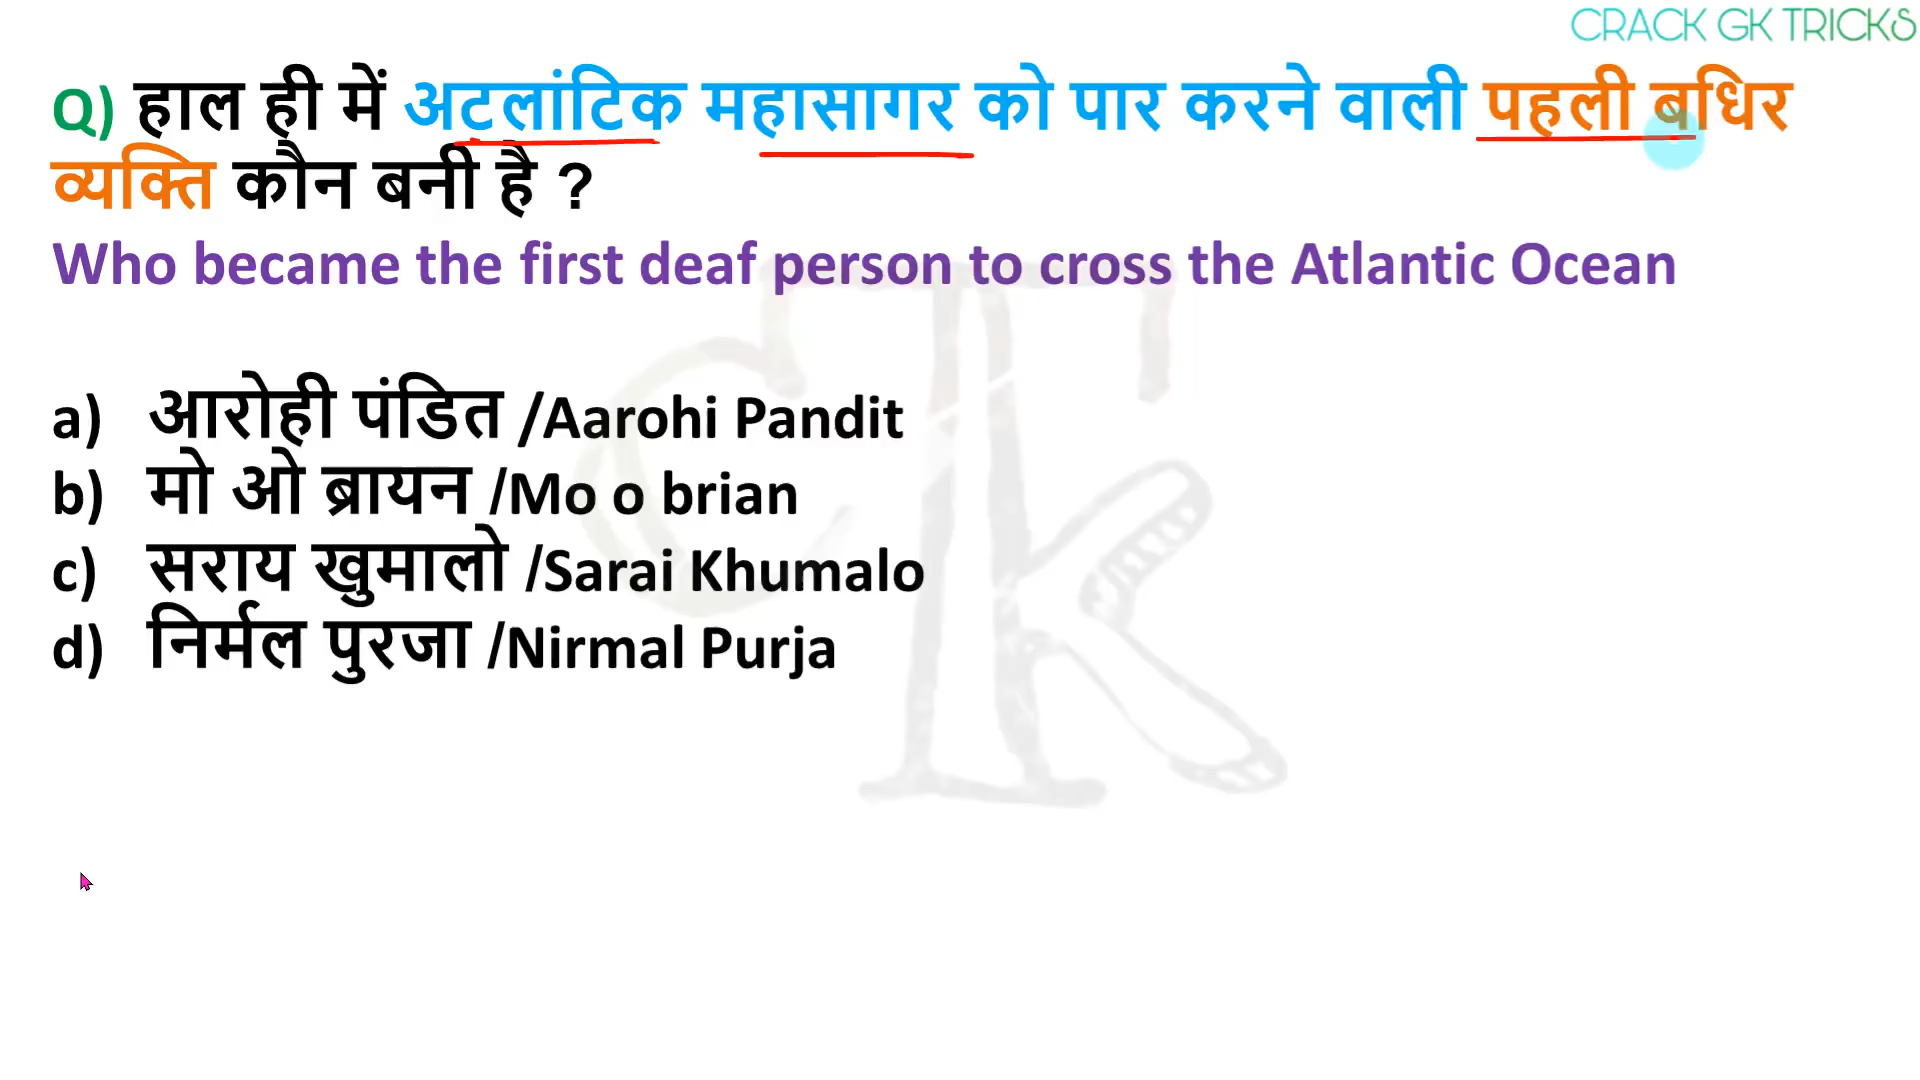 CRACK GK TRICKS
Q) हाल ही में अटलांटिक महासागर को पार करने वाली पहली बधिर
व्यक्ति कौन बनी है ?
Who became the first deaf person to cross the Atlantic Ocean
a) आरोही पंडित /Aarohi Pandit
b) मो ओ ब्रायन /Mo o brian
c) सराय खुमालो /Sarai Khumalo
d) निर्मल पुरजा /Nirmal Purja
CTk